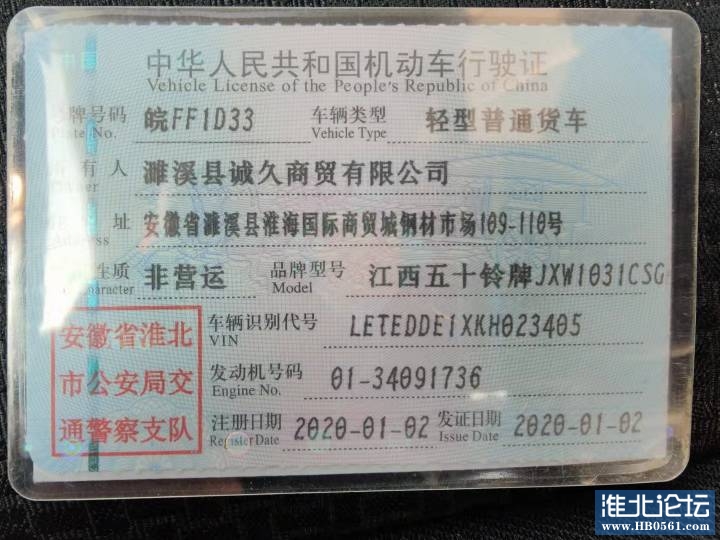 中华人民共和国机动车行驶证
Vehicle License of the People's Republic of China
号牌号码 皖FF1D33 车辆类型 轻型普通货车
Plate No. Vehicle Type
有人 濉溪县诚久商贸有限公司
址 安徽省濉溪县淮海国际商贸城钢材市场109-110号
Address
性质 非营运 品牌型号 江西五十铃牌JXW1031CSG
Character Model
安徽省淮北
市公安局交
通警察支队
车辆识别代号 LETEDDE1XKH023405
VIN
发动机号码 01-34091736
Engine No.
注册日期 2020-01-02 发证日期 2020-01-02
Register Date Issue Date
淮北论坛
www.HB0561.com